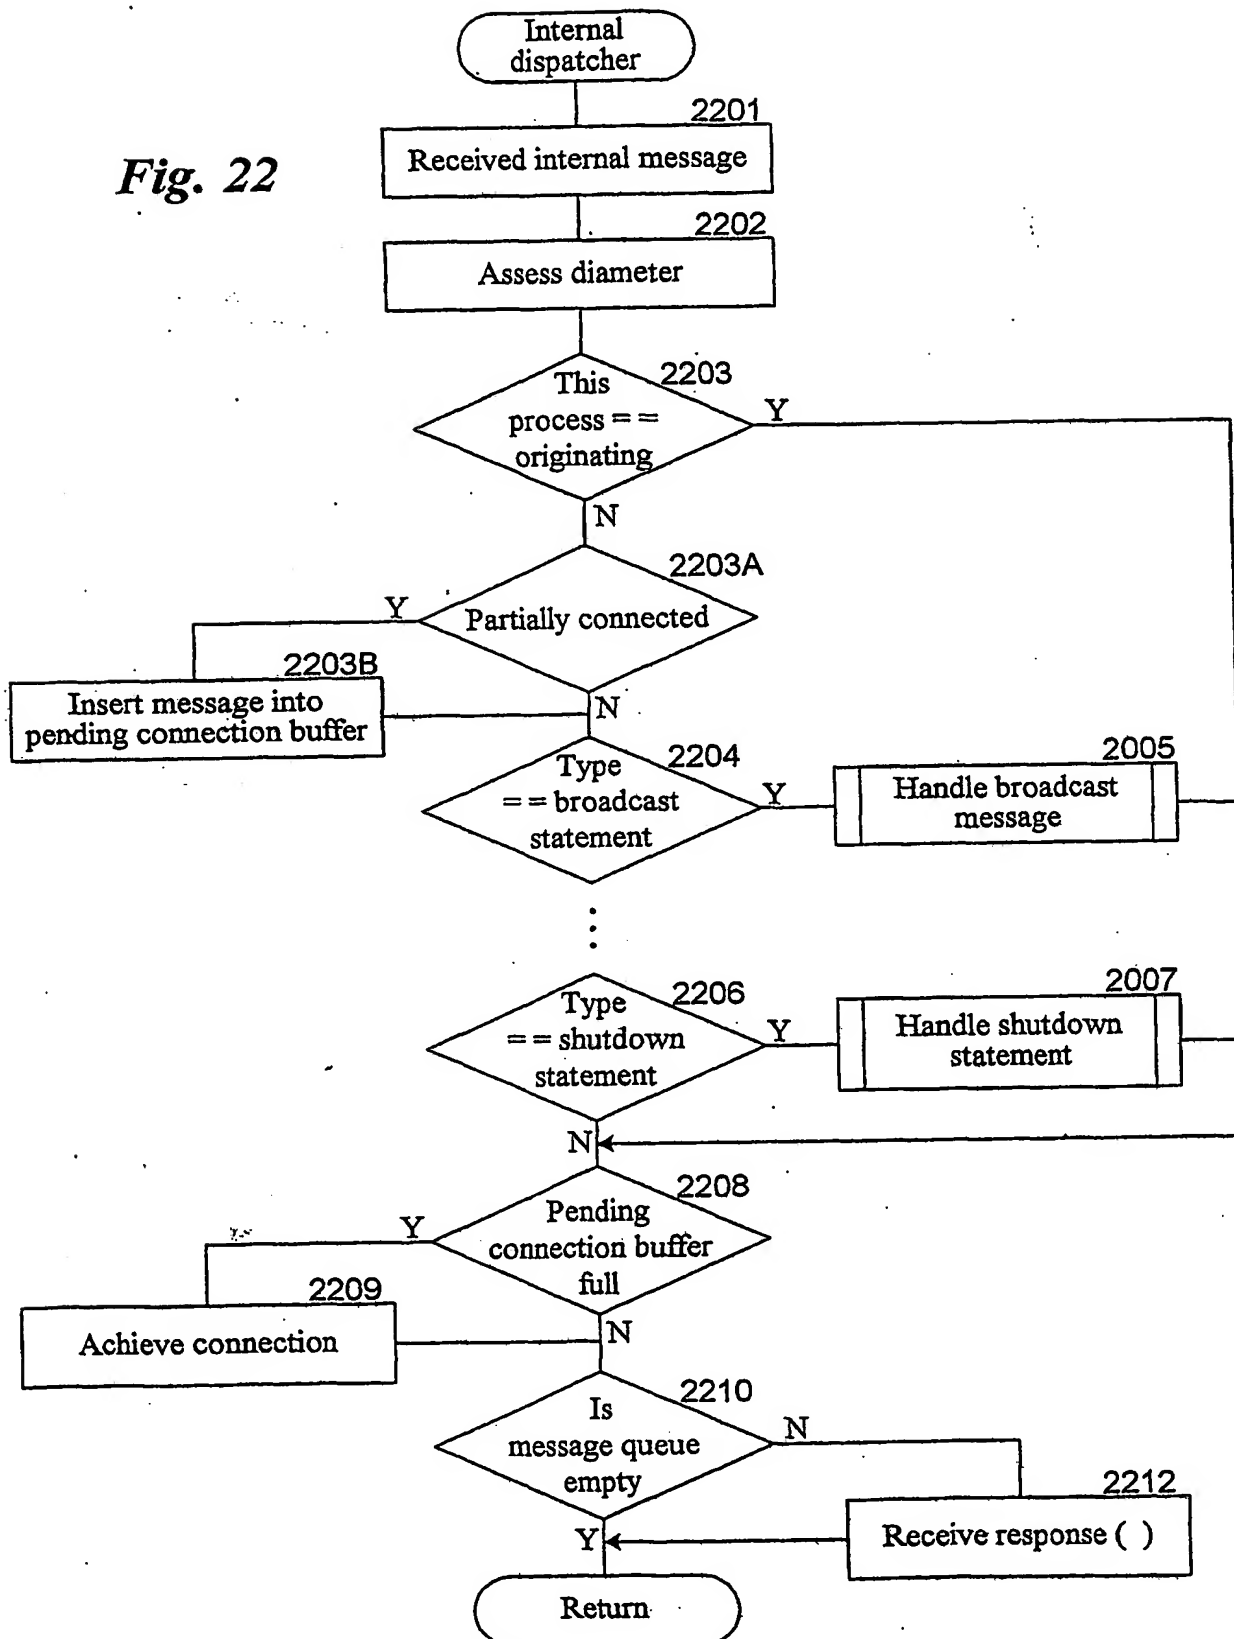 Internal
dispatcher
2201
Fig. 22
Received internal message
2202
Assess diameter
2203
This
process ==
originating
Y
N
2203A
Partially connected
Y
2203B
Insert message into
pending connection buffer
N
2204
Type
== broadcast
statement
Y
2005
Handle broadcast
message
2206
Type
== shutdown
statement
Y
2007
Handle shutdown
statement
N
2208
Pending
connection buffer
full
Y
2209
Achieve connection
N
2210
Is
message queue
empty
N
2212
Receive response ( )
Y
Return